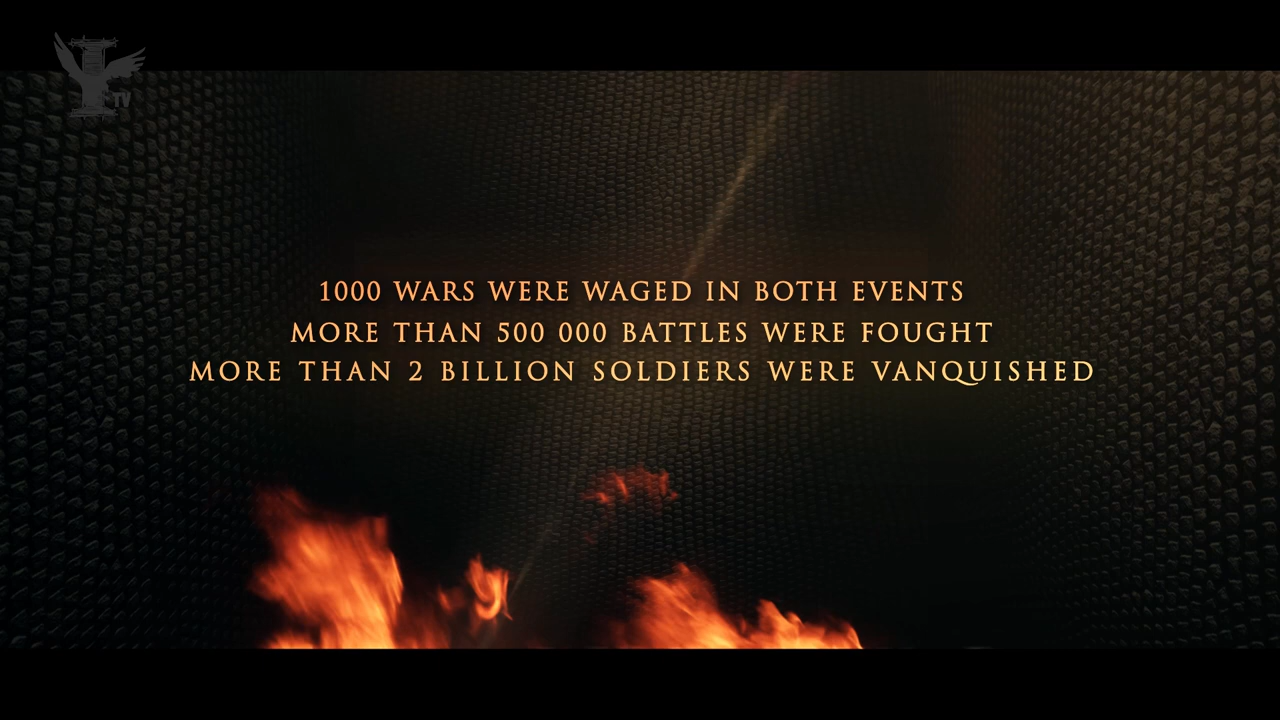 TV
1000 WARS WERE WAGED IN BOTH EVENTS
MORE THAN 500 000 BATTLES WERE FOUGHT
MORE THAN 2 BILLION SOLDIERS WERE VANQUISHED